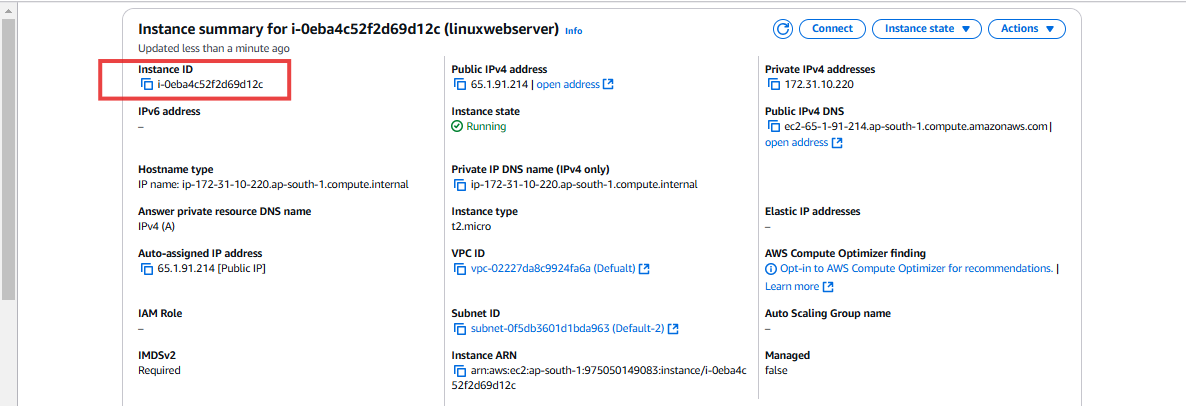 Instance summary for i-0eba4c52f2d69d12c (linuxwebserver) Info
Updated less than a minute ago
Connect
Instance state
Actions
Instance ID
i-0eba4c52f2d69d12c
Public IPv4 address
65.1.91.214 | open address
Private IPv4 addresses
172.31.10.220
IPv6 address
–
Instance state
Running
Public IPv4 DNS
ec2-65-1-91-214.ap-south-1.compute.amazonaws.com |
open address
Hostname type
IP name: ip-172-31-10-220.ap-south-1.compute.internal
Private IP DNS name (IPv4 only)
ip-172-31-10-220.ap-south-1.compute.internal
Answer private resource DNS name
IPv4 (A)
Instance type
t2.micro
Elastic IP addresses
–
Auto-assigned IP address
65.1.91.214 [Public IP]
VPC ID
vpc-02227da8c9924fa6a (Defualt)
AWS Compute Optimizer finding
Opt-in to AWS Compute Optimizer for recommendations. |
Learn more
IAM Role
–
Subnet ID
subnet-0f5db3601d1bda963 (Default-2)
Auto Scaling Group name
–
IMDSv2
Required
Instance ARN
arn:aws:ec2:ap-south-1:975050149083:instance/i-0eba4c
52f2d69d12c
Managed
false